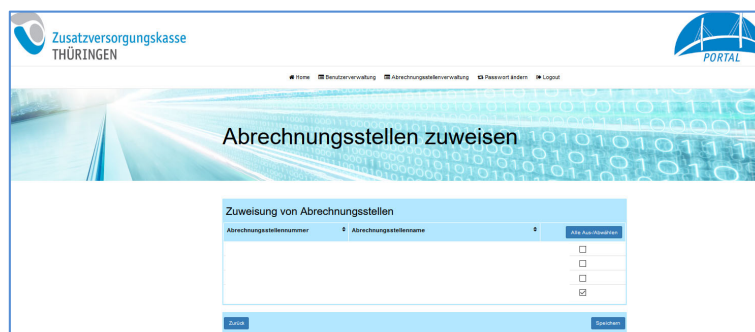 Zusatzversorgungskasse
THÜRINGEN
PORTAL
Home Benutzerverwaltung Abrechnungsstellenverwaltung Passwort ändern Logout
Abrechnungsstellen zuweisen
Zuweisung von Abrechnungsstellen
Abrechnungsstellennummer Abrechnungsstellenname Alle Aus-/Abwählen
Zurück Speichern